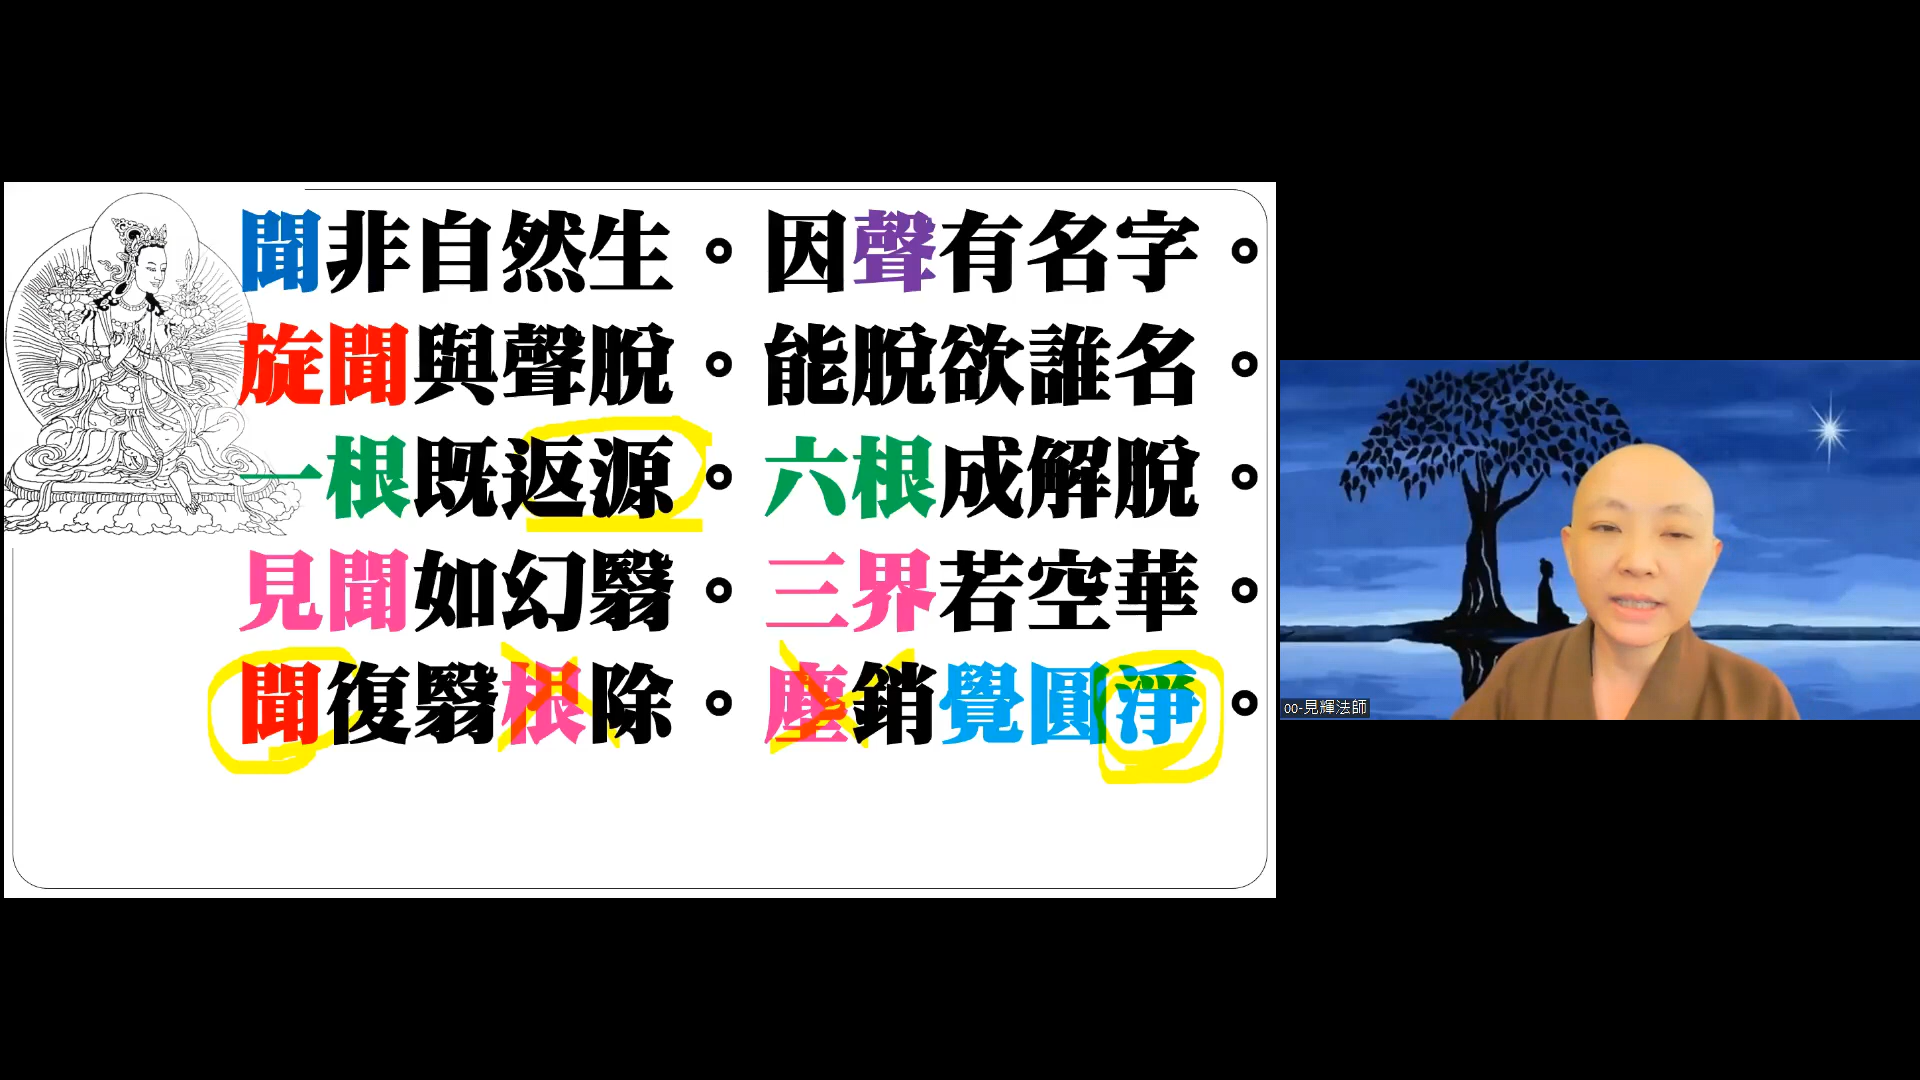 聞非自然生。因聲有名字。
旋聞與聲脫。能脫欲誰名。
一根既返源。六根成解脫。
見聞如幻翳。三界若空華。
聞復翳根除。塵銷覺圓淨。
00-見輝法師